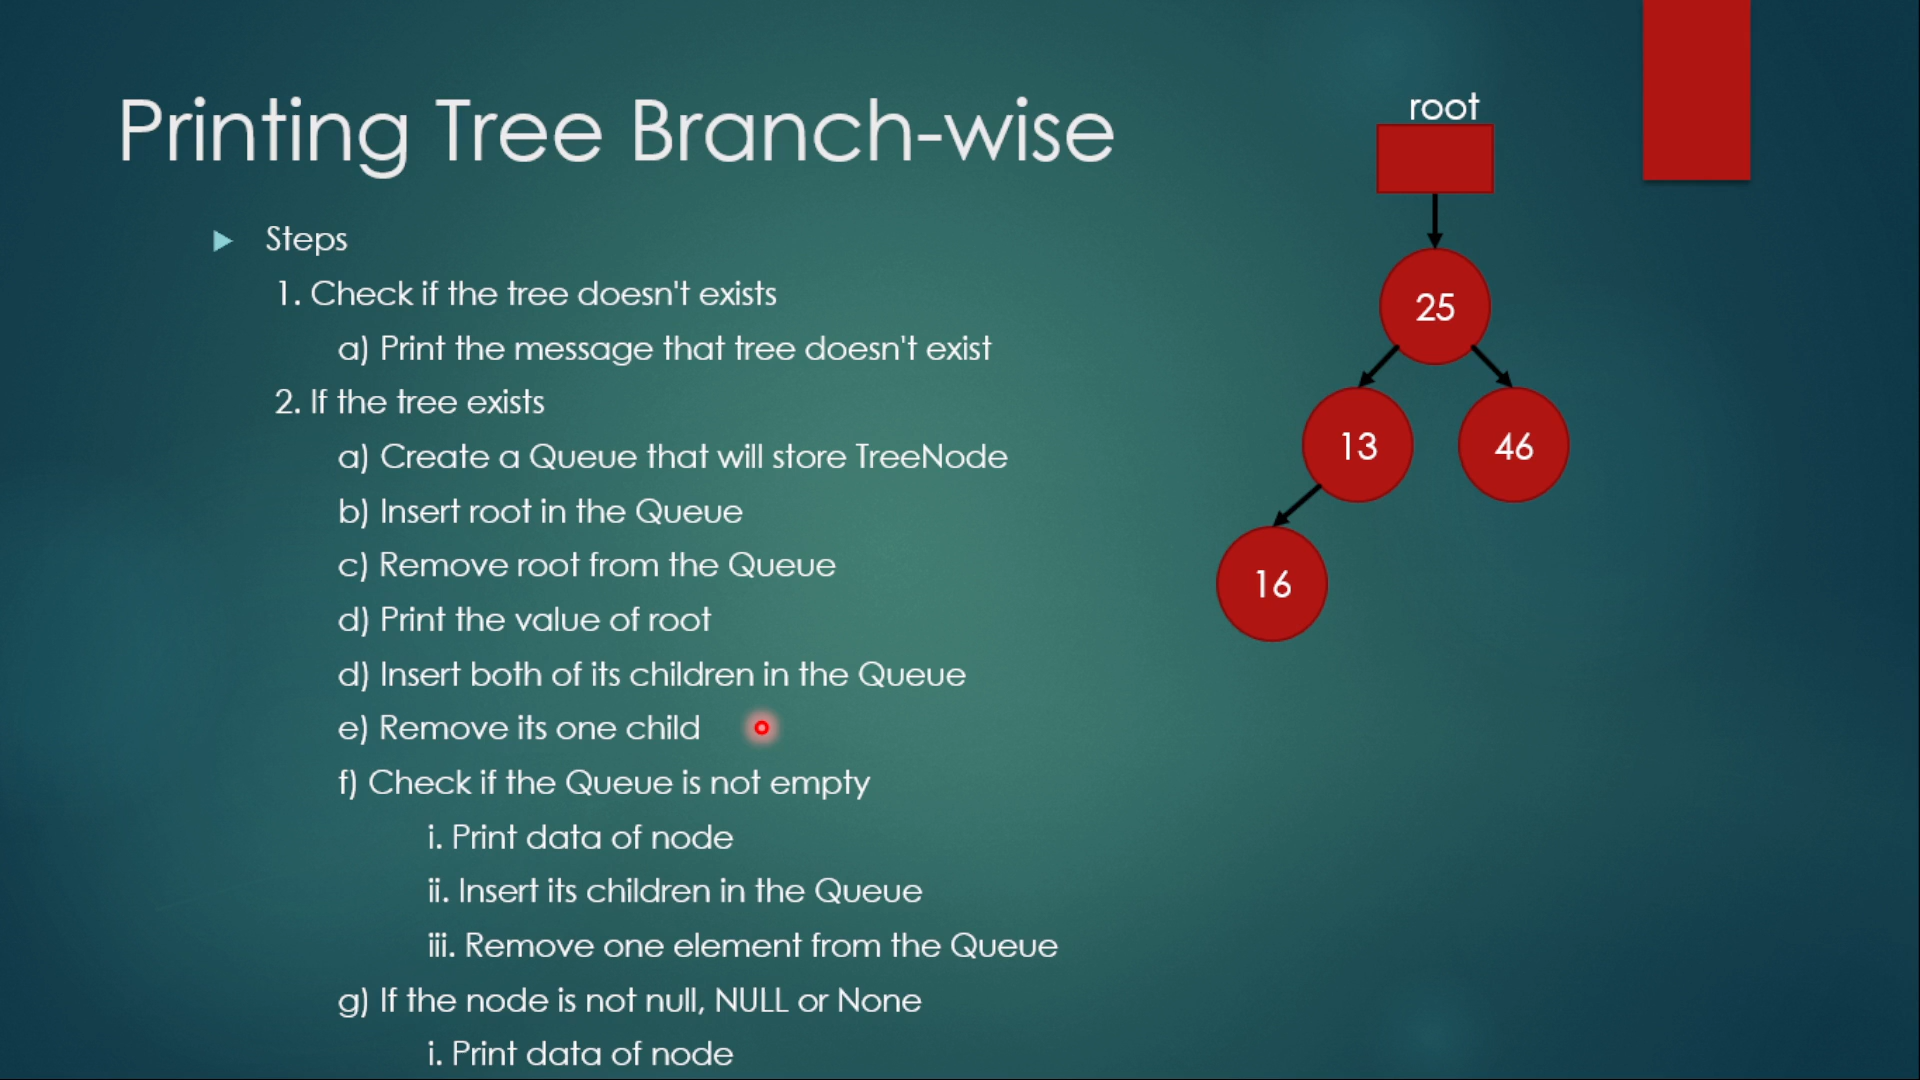 Printing Tree Branch-wise
Steps
1. Check if the tree doesn't exists
a) Print the message that tree doesn't exist
2. If the tree exists
a) Create a Queue that will store TreeNode
b) Insert root in the Queue
c) Remove root from the Queue
d) Print the value of root
d) Insert both of its children in the Queue
e) Remove its one child
f) Check if the Queue is not empty
i. Print data of node
ii. Insert its children in the Queue
iii. Remove one element from the Queue
g) If the node is not null, NULL or None
i. Print data of node
root
25
13
46
16